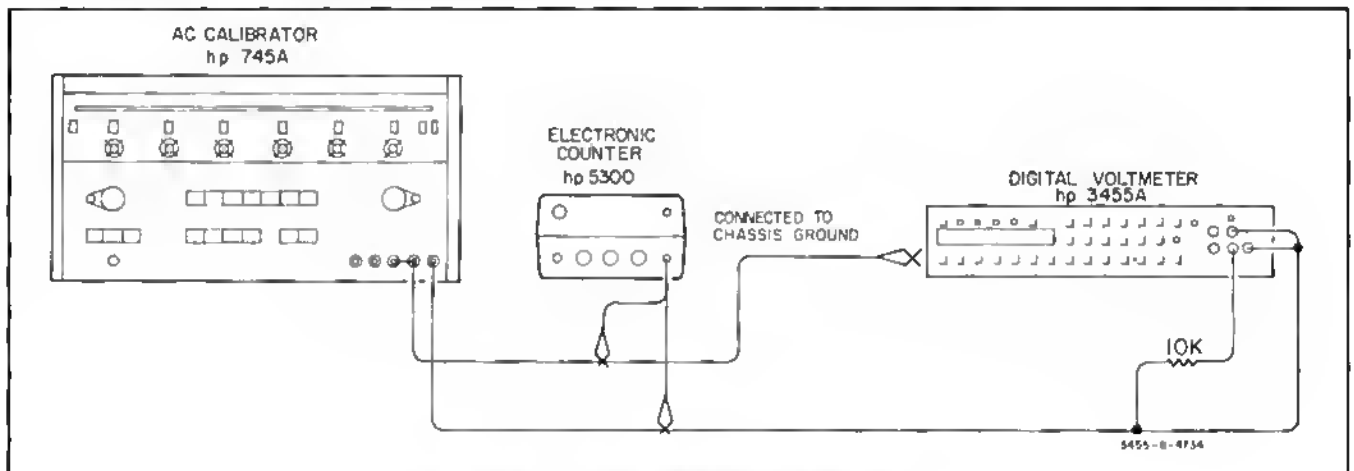 AC CALIBRATOR
hp 745A
ELECTRONIC
COUNTER
hp 5300
CONNECTED TO
CHASSIS GROUND
DIGITAL VOLTMETER
hp 3455A
10K
3455-B-4734